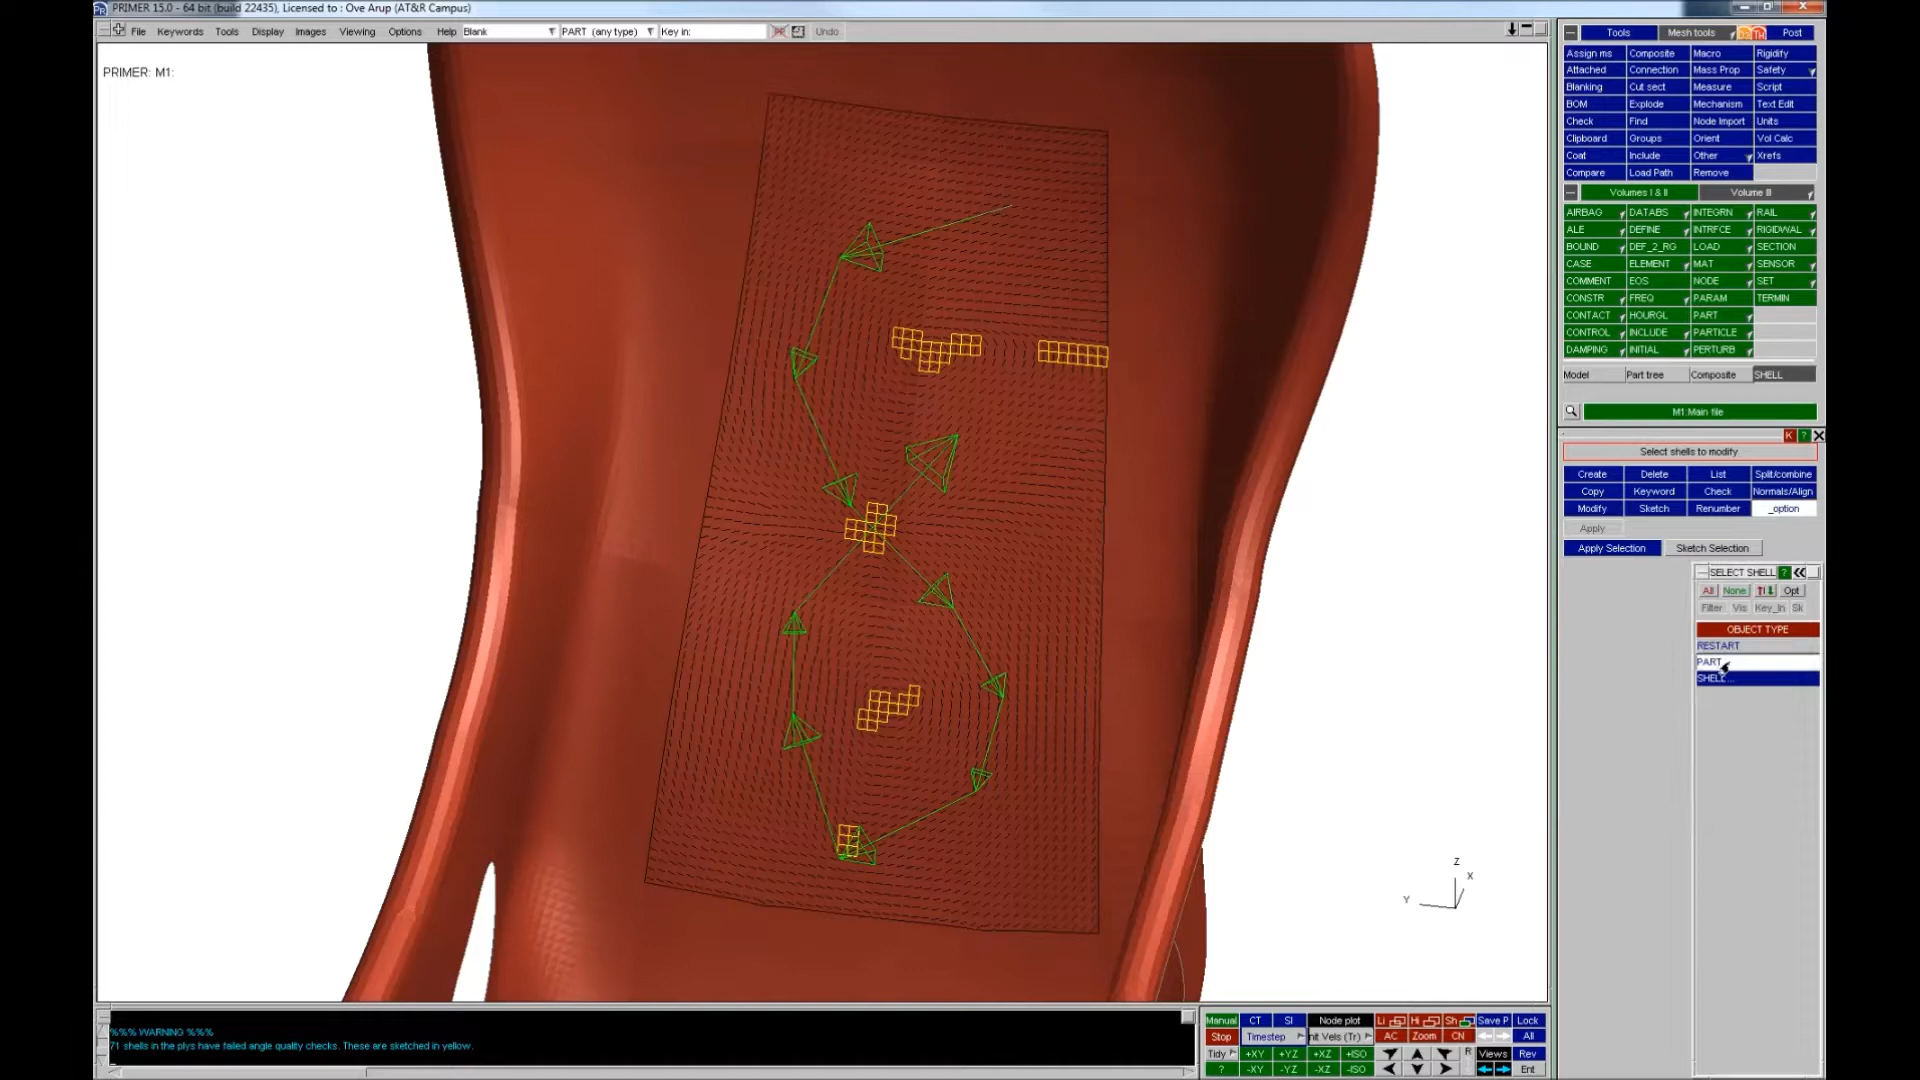 PRIMER 15.0 - 64 bit (build 22435), Licensed to : Ove Arup (AT&R Campus)
File Keywords Tools Display Images Viewing Options Help Blank PART (any type) Key in: Undo
PRIMER: M1:
Tools Mesh tools Post
Assign ms Composite Macro Rigidify
Attached Connection Mass Prop Safety
Blanking Cut sect Measure Script
BOM Explode Mechanism Text Edit
Check Find Node Import Units
Clipboard Groups Orient Vol Calc
Coat Include Other Xrefs
Compare Load Path Remove
Volumes I & II Volume III
AIRBAG DATABS INTEGRN RAIL
ALE DEFINE INTRFCE RIGIDWAL
BOUND DEF_2_RG LOAD SECTION
CASE ELEMENT MAT SENSOR
COMMENT EOS NODE SET
CONSTR FREQ PARAM TERMIN
CONTACT HOURGL PART
CONTROL INCLUDE PARTICLE
DAMPING INITIAL PERTURB
Model Part tree Composite SHELL
M1:Main file
K ?
Select shells to modify
Create Delete List Split/combine
Copy Keyword Check Normals/Align
Modify Sketch Renumber _option
Apply
Apply Selection Sketch Selection
SELECT SHELL ?
All None Opt
Filter Vis Key_In Sk
OBJECT TYPE
RESTART
PART
SHELL...
Z
X
Y
%%% WARNING %%%
71 shells in the plys have failed angle quality checks. These are sketched in yellow.
Manual CT SI Node plot Li Hi Sh Save P Lock
Stop Timestep nit Vels (Tr) AC Zoom CN All
Tidy +XY +YZ +XZ +ISO R Views Rev
? -XY -YZ -XZ -ISO Ent